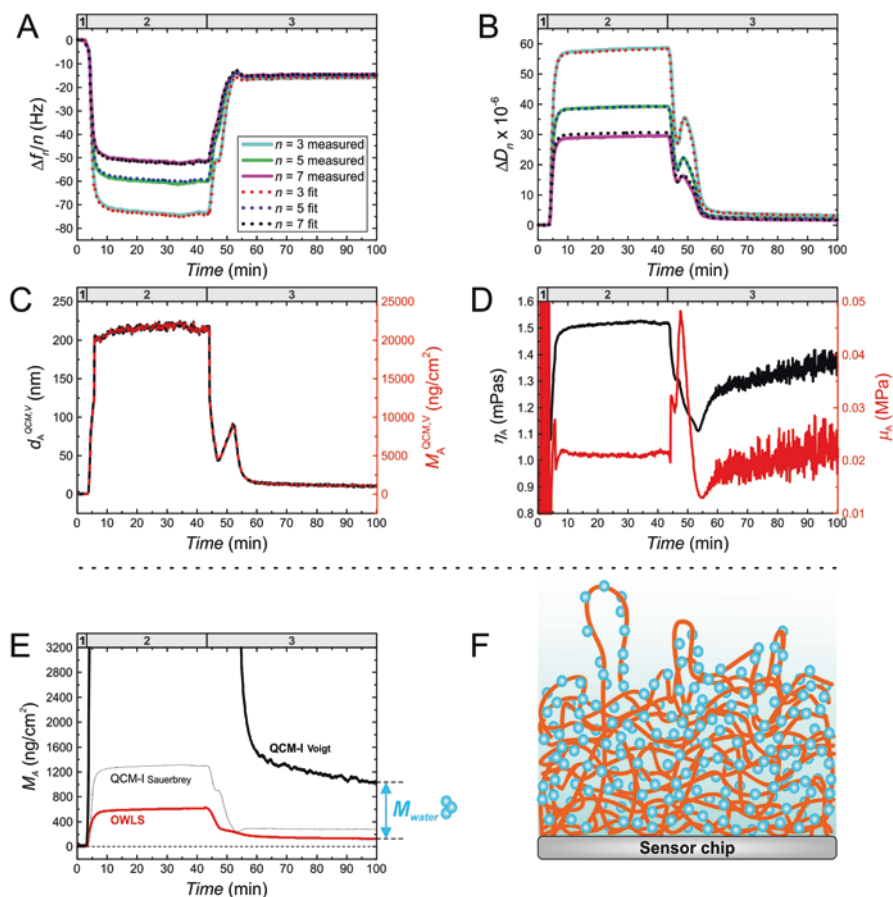 A
1 2 3
0
-10
-20
-30
-40
-50
-60
-70
-80
Δfn/n (Hz)
n = 3 measured
n = 5 measured
n = 7 measured
n = 3 fit
n = 5 fit
n = 7 fit
0 10 20 30 40 50 60 70 80 90 100
Time (min)
B
1 2 3
60
50
40
30
20
10
0
ΔDn x 10-6
0 10 20 30 40 50 60 70 80 90 100
Time (min)
C
1 2 3
250
200
150
100
50
0
dA QCM,V (nm)
25000
20000
15000
10000
5000
0
MA QCM,V (ng/cm2)
0 10 20 30 40 50 60 70 80 90 100
Time (min)
D
1 2 3
1.6
1.5
1.4
1.3
1.2
1.1
1.0
0.9
0.8
ηA (mPas)
0.05
0.04
0.03
0.02
0.01
μA (MPa)
0 10 20 30 40 50 60 70 80 90 100
Time (min)
E
1 2 3
3200
2800
2400
2000
1600
1200
800
400
0
MA (ng/cm2)
QCM-I Voigt
QCM-I Sauerbrey
OWLS
Mwater
0 10 20 30 40 50 60 70 80 90 100
Time (min)
F
Sensor chip